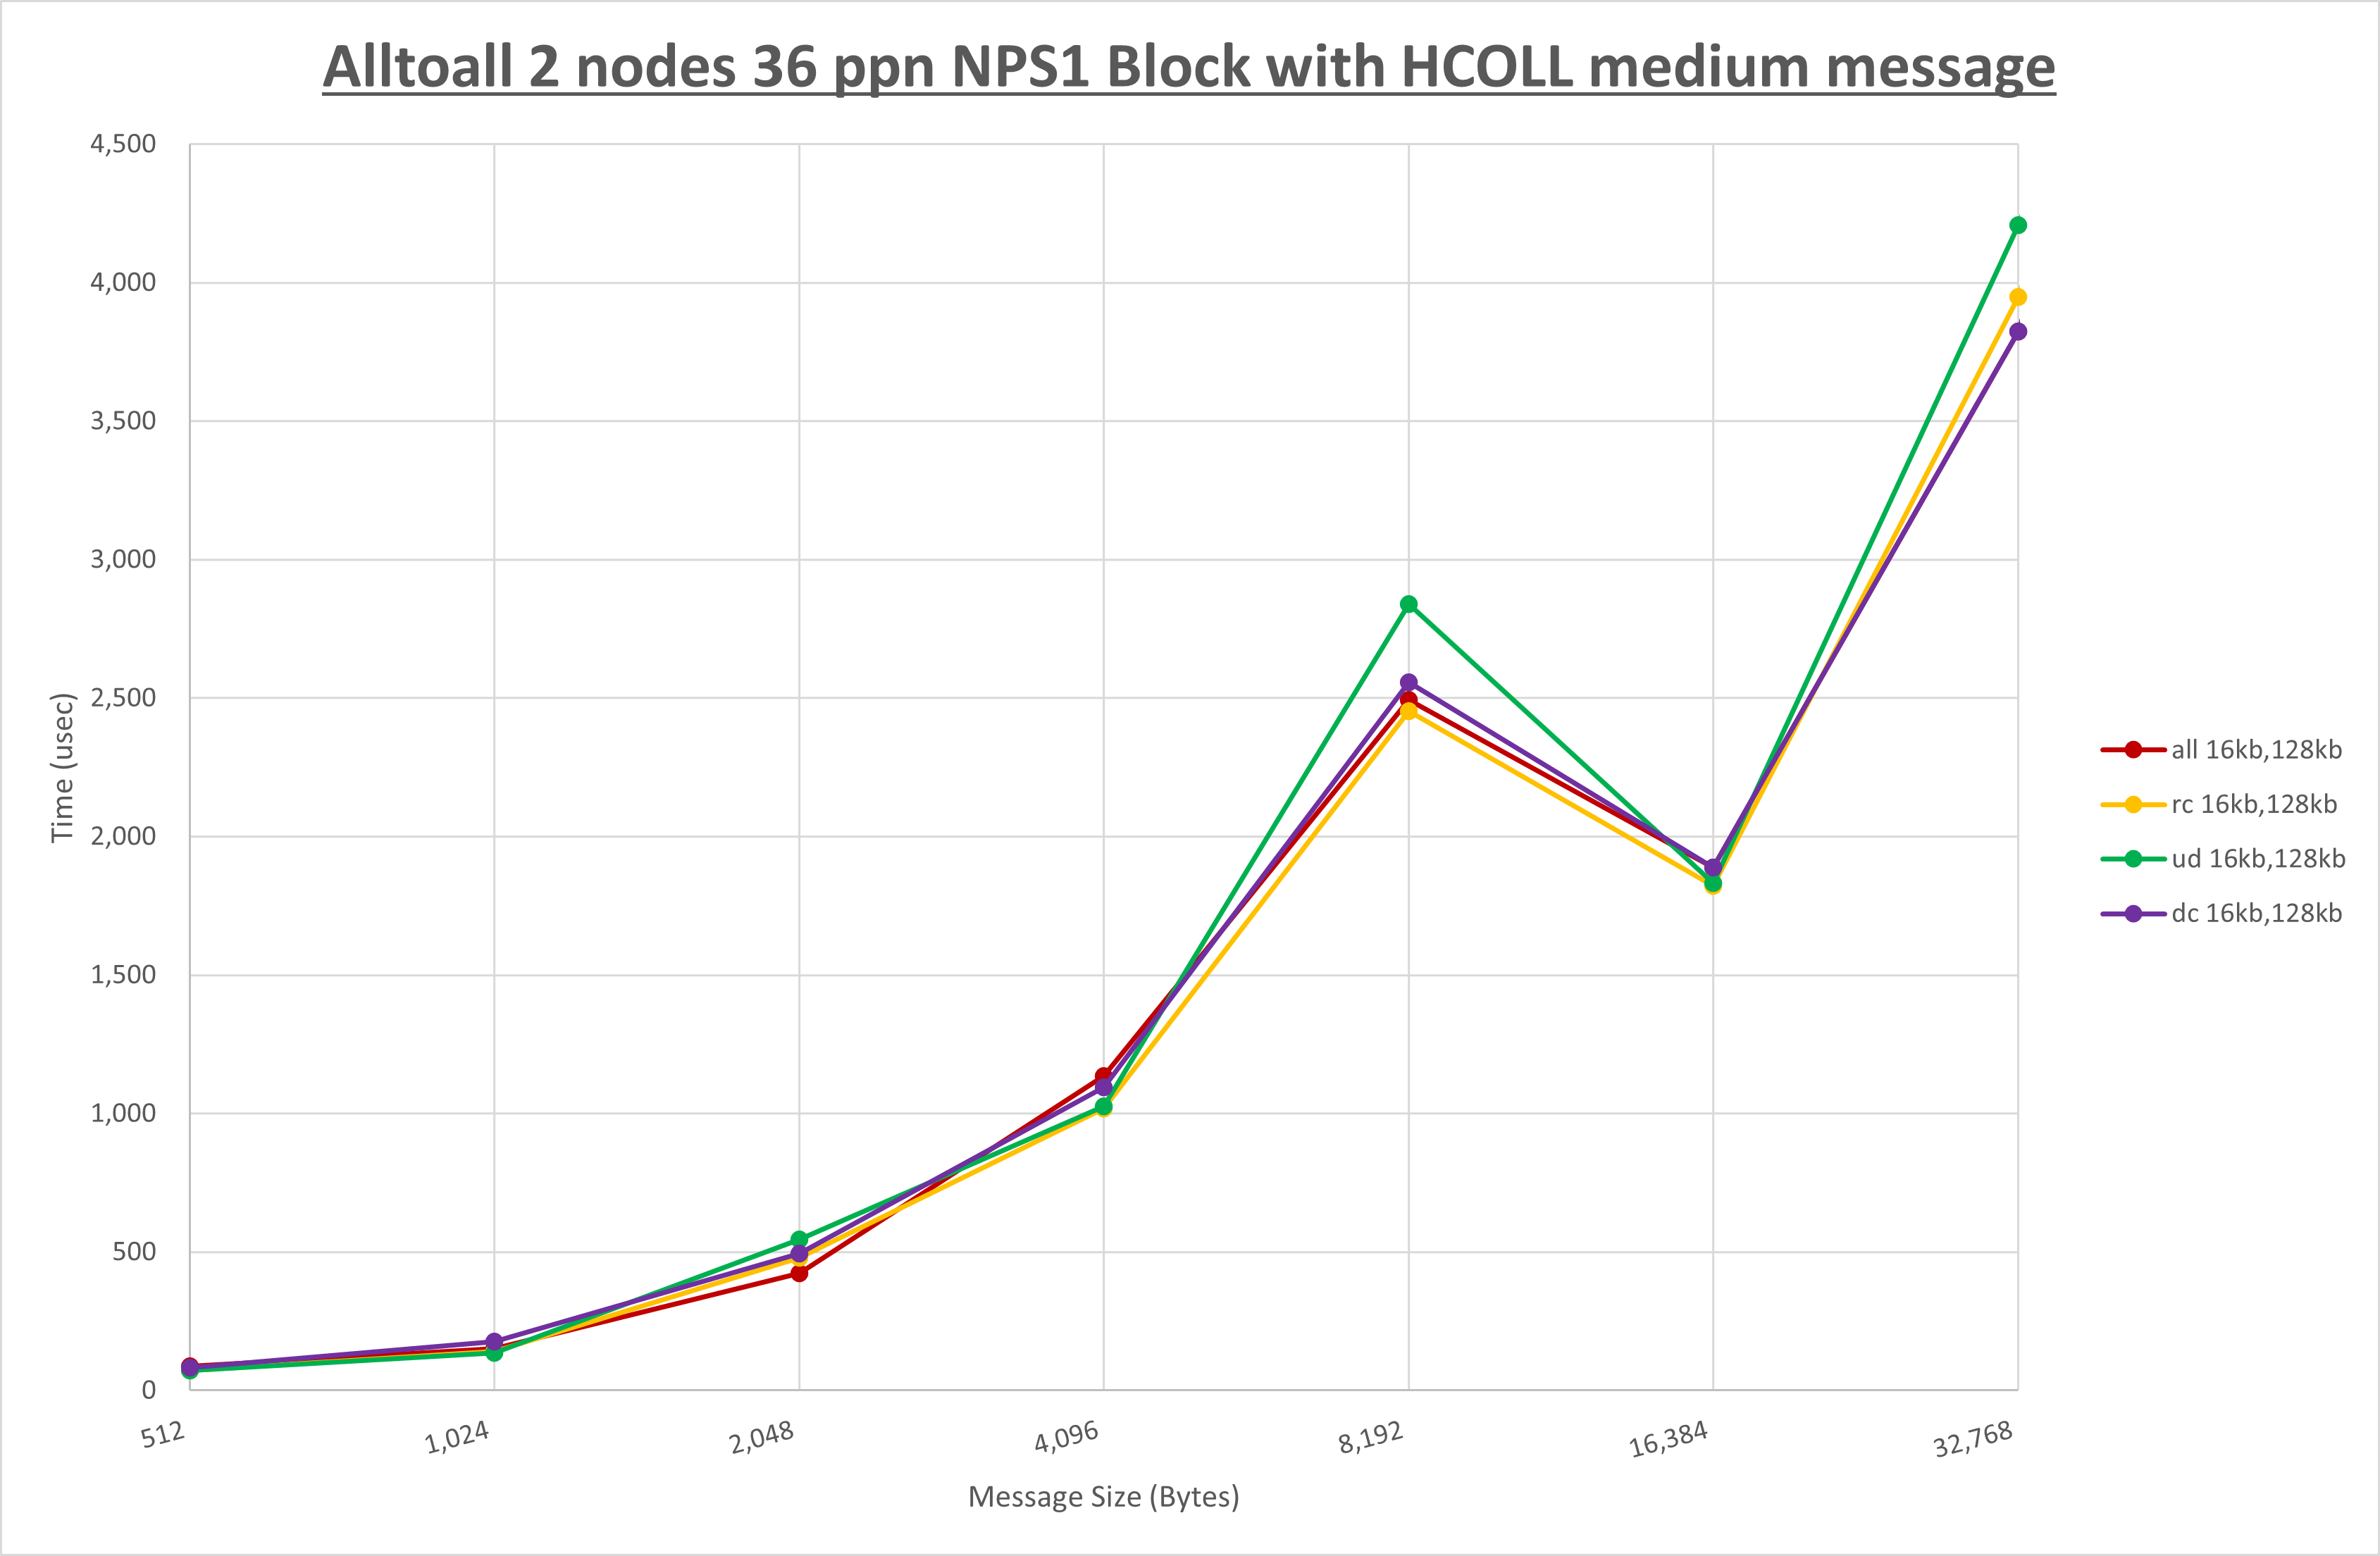 Alltoall 2 nodes 36 ppn NPS1 Block with HCOLL medium message
4,500
4,000
3,500
3,000
2,500
2,000
1,500
1,000
500
0
Time (usec)
512
1,024
2,048
4,096
8,192
16,384
32,768
Message Size (Bytes)
all 16kb,128kb
rc 16kb,128kb
ud 16kb,128kb
dc 16kb,128kb